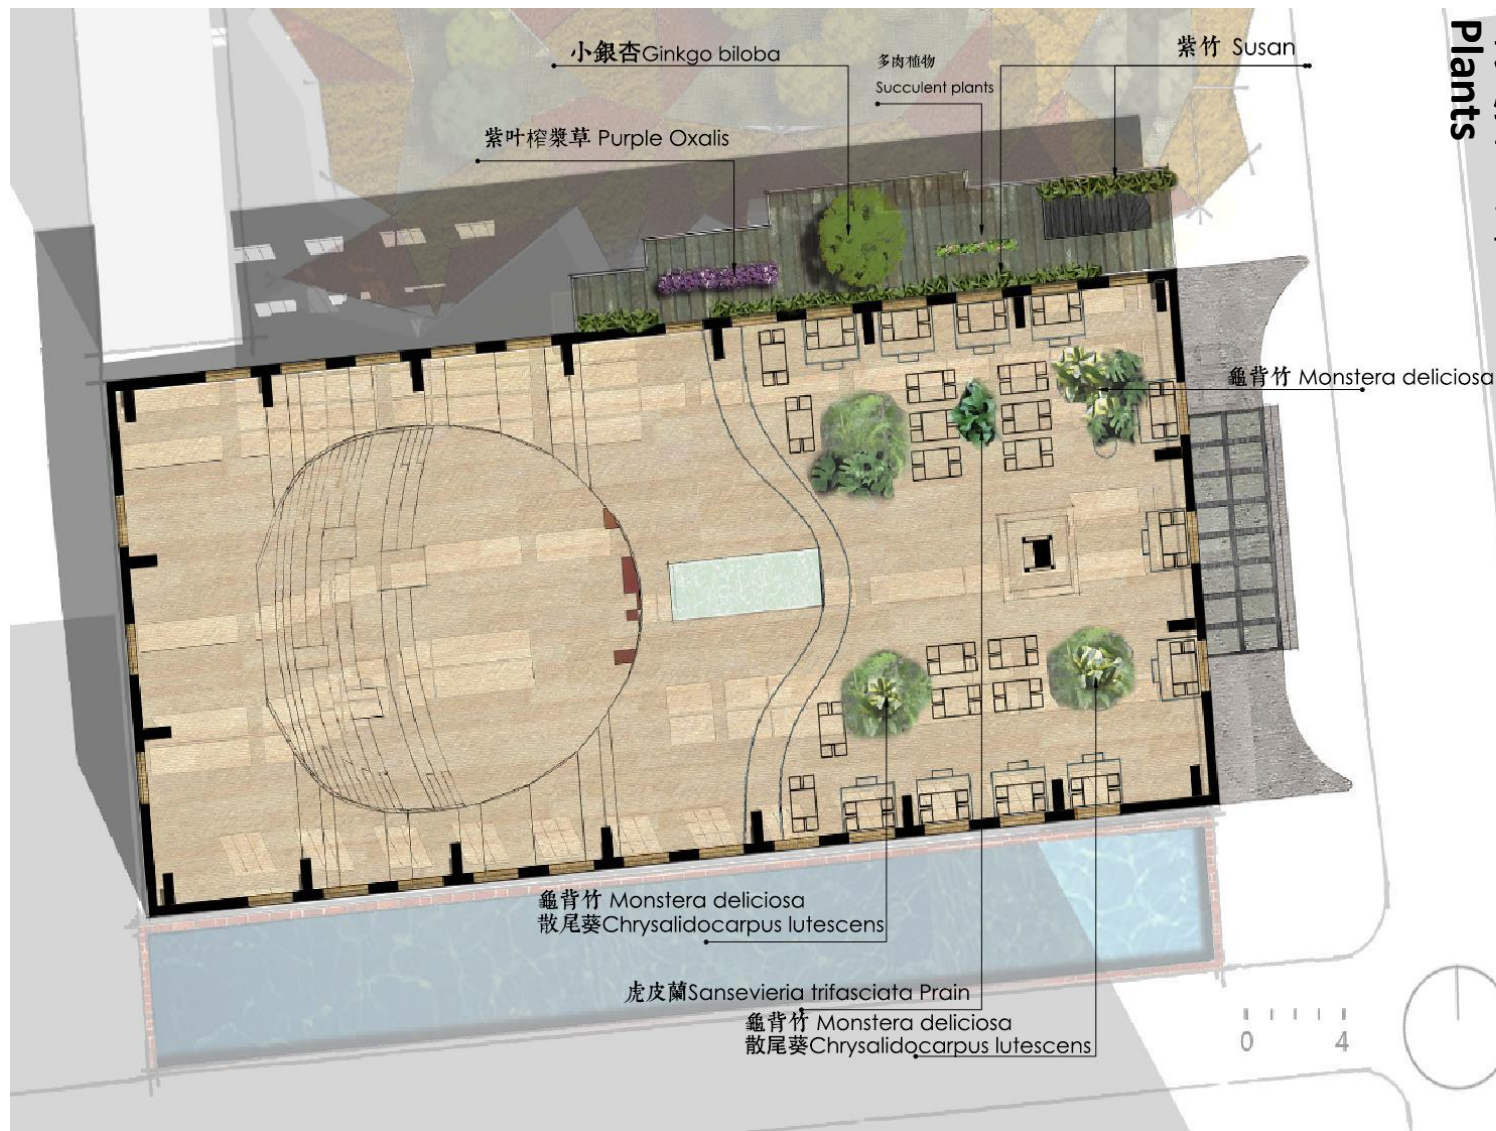 小銀杏Ginkgo biloba
多肉植物
Succulent plants
紫竹 Susan
Plants
紫叶榨漿草 Purple Oxalis
龜背竹 Monstera deliciosa
龜背竹 Monstera deliciosa
散尾葵Chrysalidocarpus lutescens
虎皮蘭Sansevieria trifasciata Prain
龜背竹 Monstera deliciosa
散尾葵Chrysalidocarpus lutescens
0 4